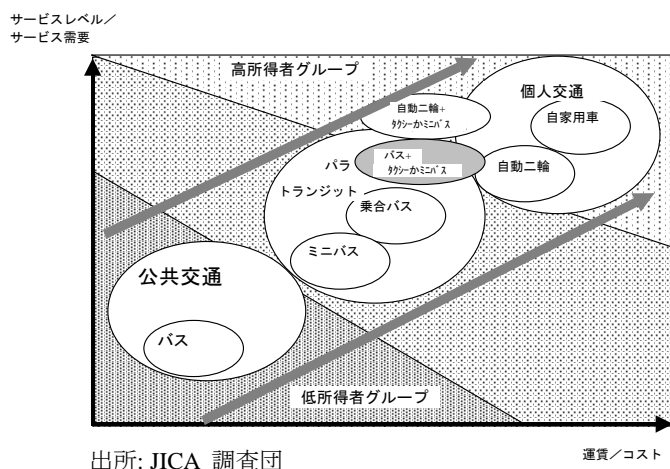 サービスレベル／
サービス需要
高所得者グループ
個人交通
自動二輪+
ﾀｸｼｰかﾐﾆﾊﾞｽ
自家用車
パラ
トランジット
バス+
ﾀｸｼｰかﾐﾆﾊﾞｽ
自動二輪
乗合バス
ミニバス
公共交通
バス
低所得者グループ
出所: JICA 調査団
運賃／コスト